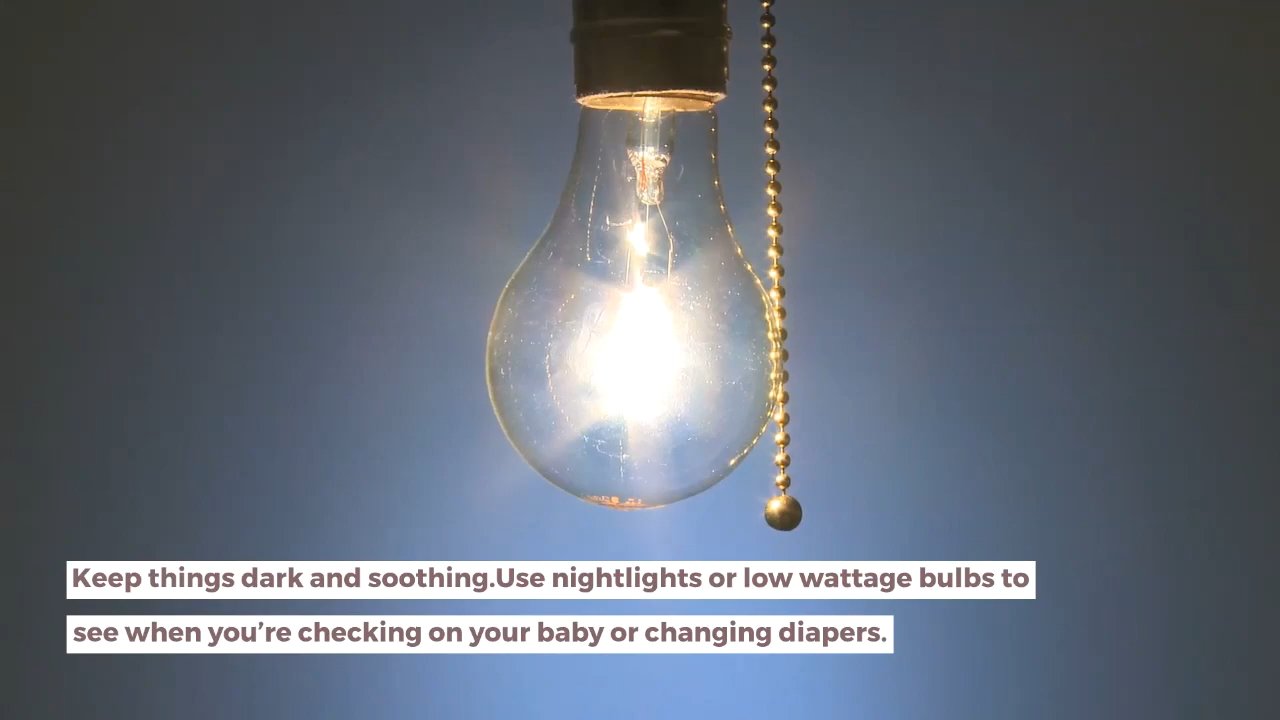 Keep things dark and soothing.Use nightlights or low wattage bulbs to
see when you’re checking on your baby or changing diapers.